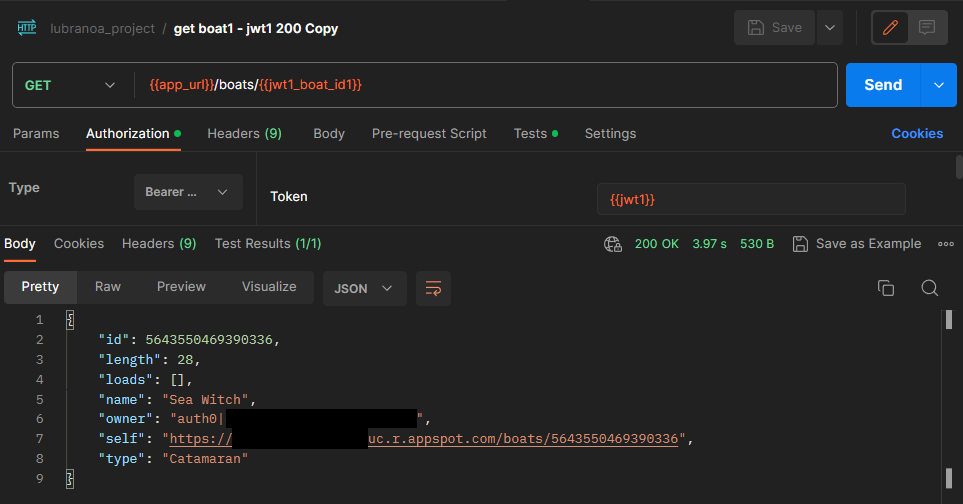 HTTP lubranoa_project / get boat1 - jwt1 200 Copy Save
GET {{app_url}}/boats/{{jwt1_boat_id1}} Send
Params Authorization Headers (9) Body Pre-request Script Tests Settings Cookies
Type Bearer ... Token {{jwt1}}
Body Cookies Headers (9) Test Results (1/1) 200 OK 3.97 s 530 B Save as Example
Pretty Raw Preview Visualize JSON
1 {
2 "id": 5643550469390336,
3 "length": 28,
4 "loads": [],
5 "name": "Sea Witch",
6 "owner": "auth0| ",
7 "self": "https:// uc.r.appspot.com/boats/5643550469390336",
8 "type": "Catamaran"
9 }